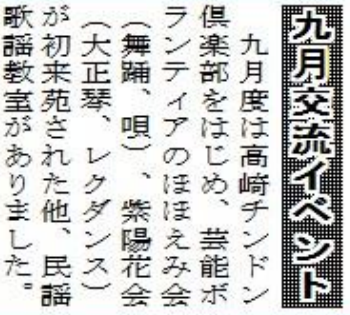 九月交流イベント
九月度は高崎チンドン
倶楽部をはじめ、芸能ボ
ランティアのほほえみ会
（舞踊、唄）、紫陽花会
（大正琴、レクダンス）
が初来苑された他、民謡
歌謡教室がありました。